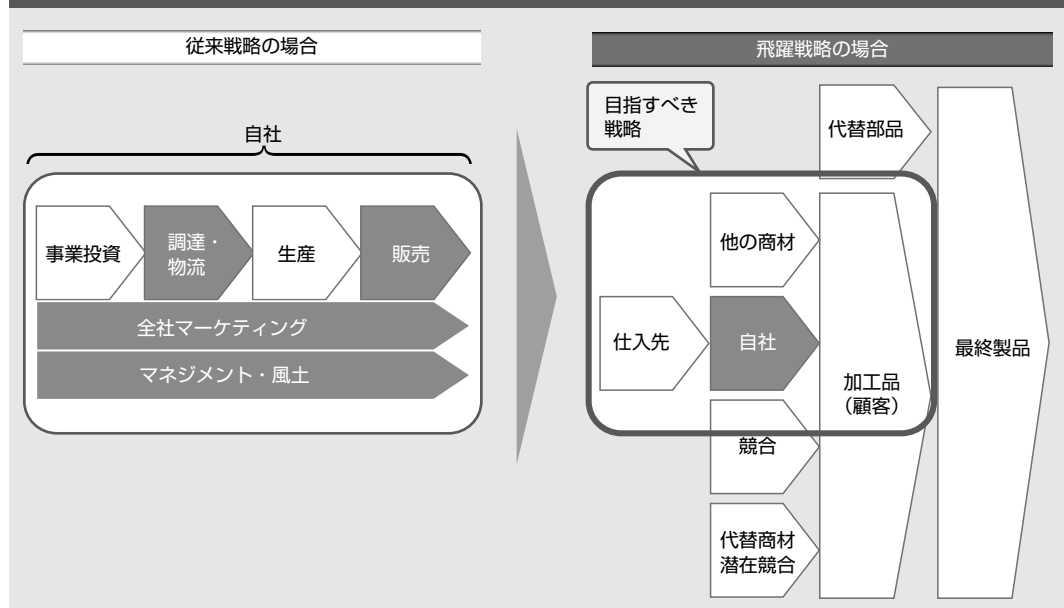 従来戦略の場合
自社
事業投資
調達・
物流
生産
販売
全社マーケティング
マネジメント・風土
飛躍戦略の場合
目指すべき
戦略
代替部品
他の商材
仕入先
自社
競合
代替商材
潜在競合
加工品
（顧客）
最終製品